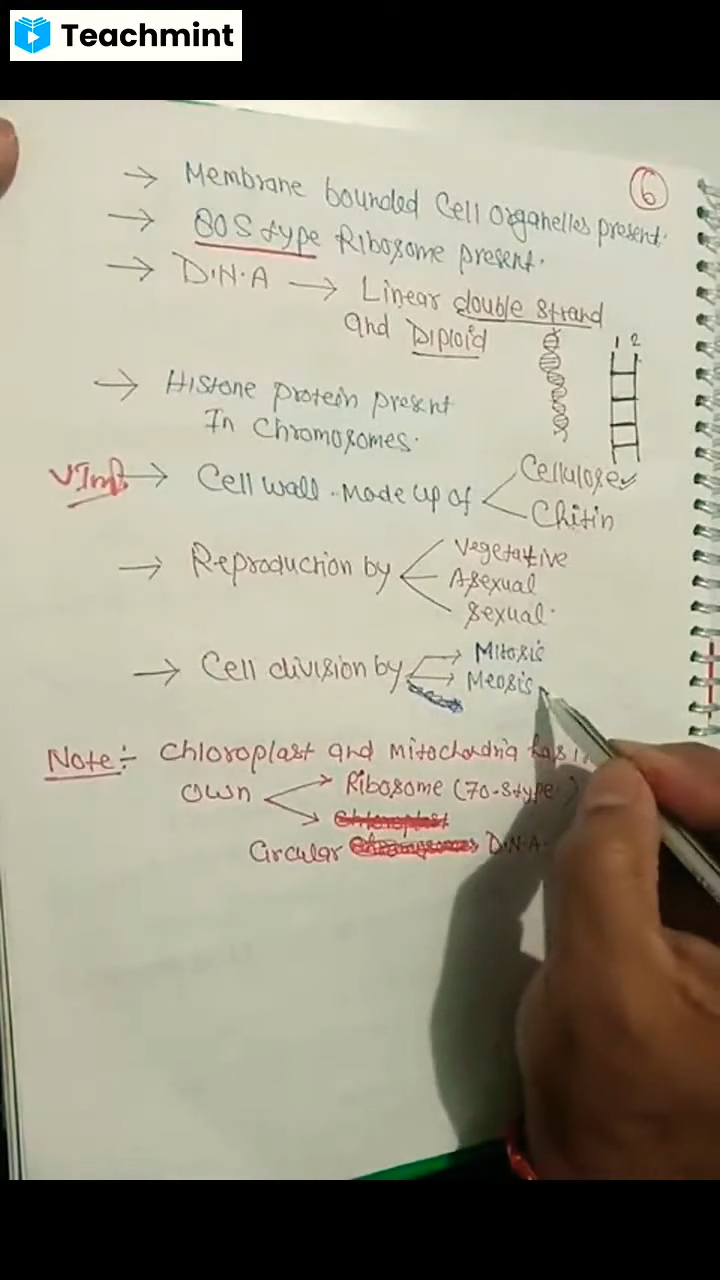 Teachmint
6
→ Membrane bounded Cell organelles present.
→ 80S type Ribosome present.
→ D.N.A → Linear double strand
and Diploid
1 2
→ Histone protein present
In Chromosomes.
VImp → Cell wall . Made up of
Cellulose ✓
Chitin
→ Reproduction by
Vegetative
Asexual
Sexual.
→ Cell division by
→ Mitosis
→ Meosis
Note:- Chloroplast and Mitochondria has
Own → Ribosome (70-Stype)
→
Circular D.N.A.